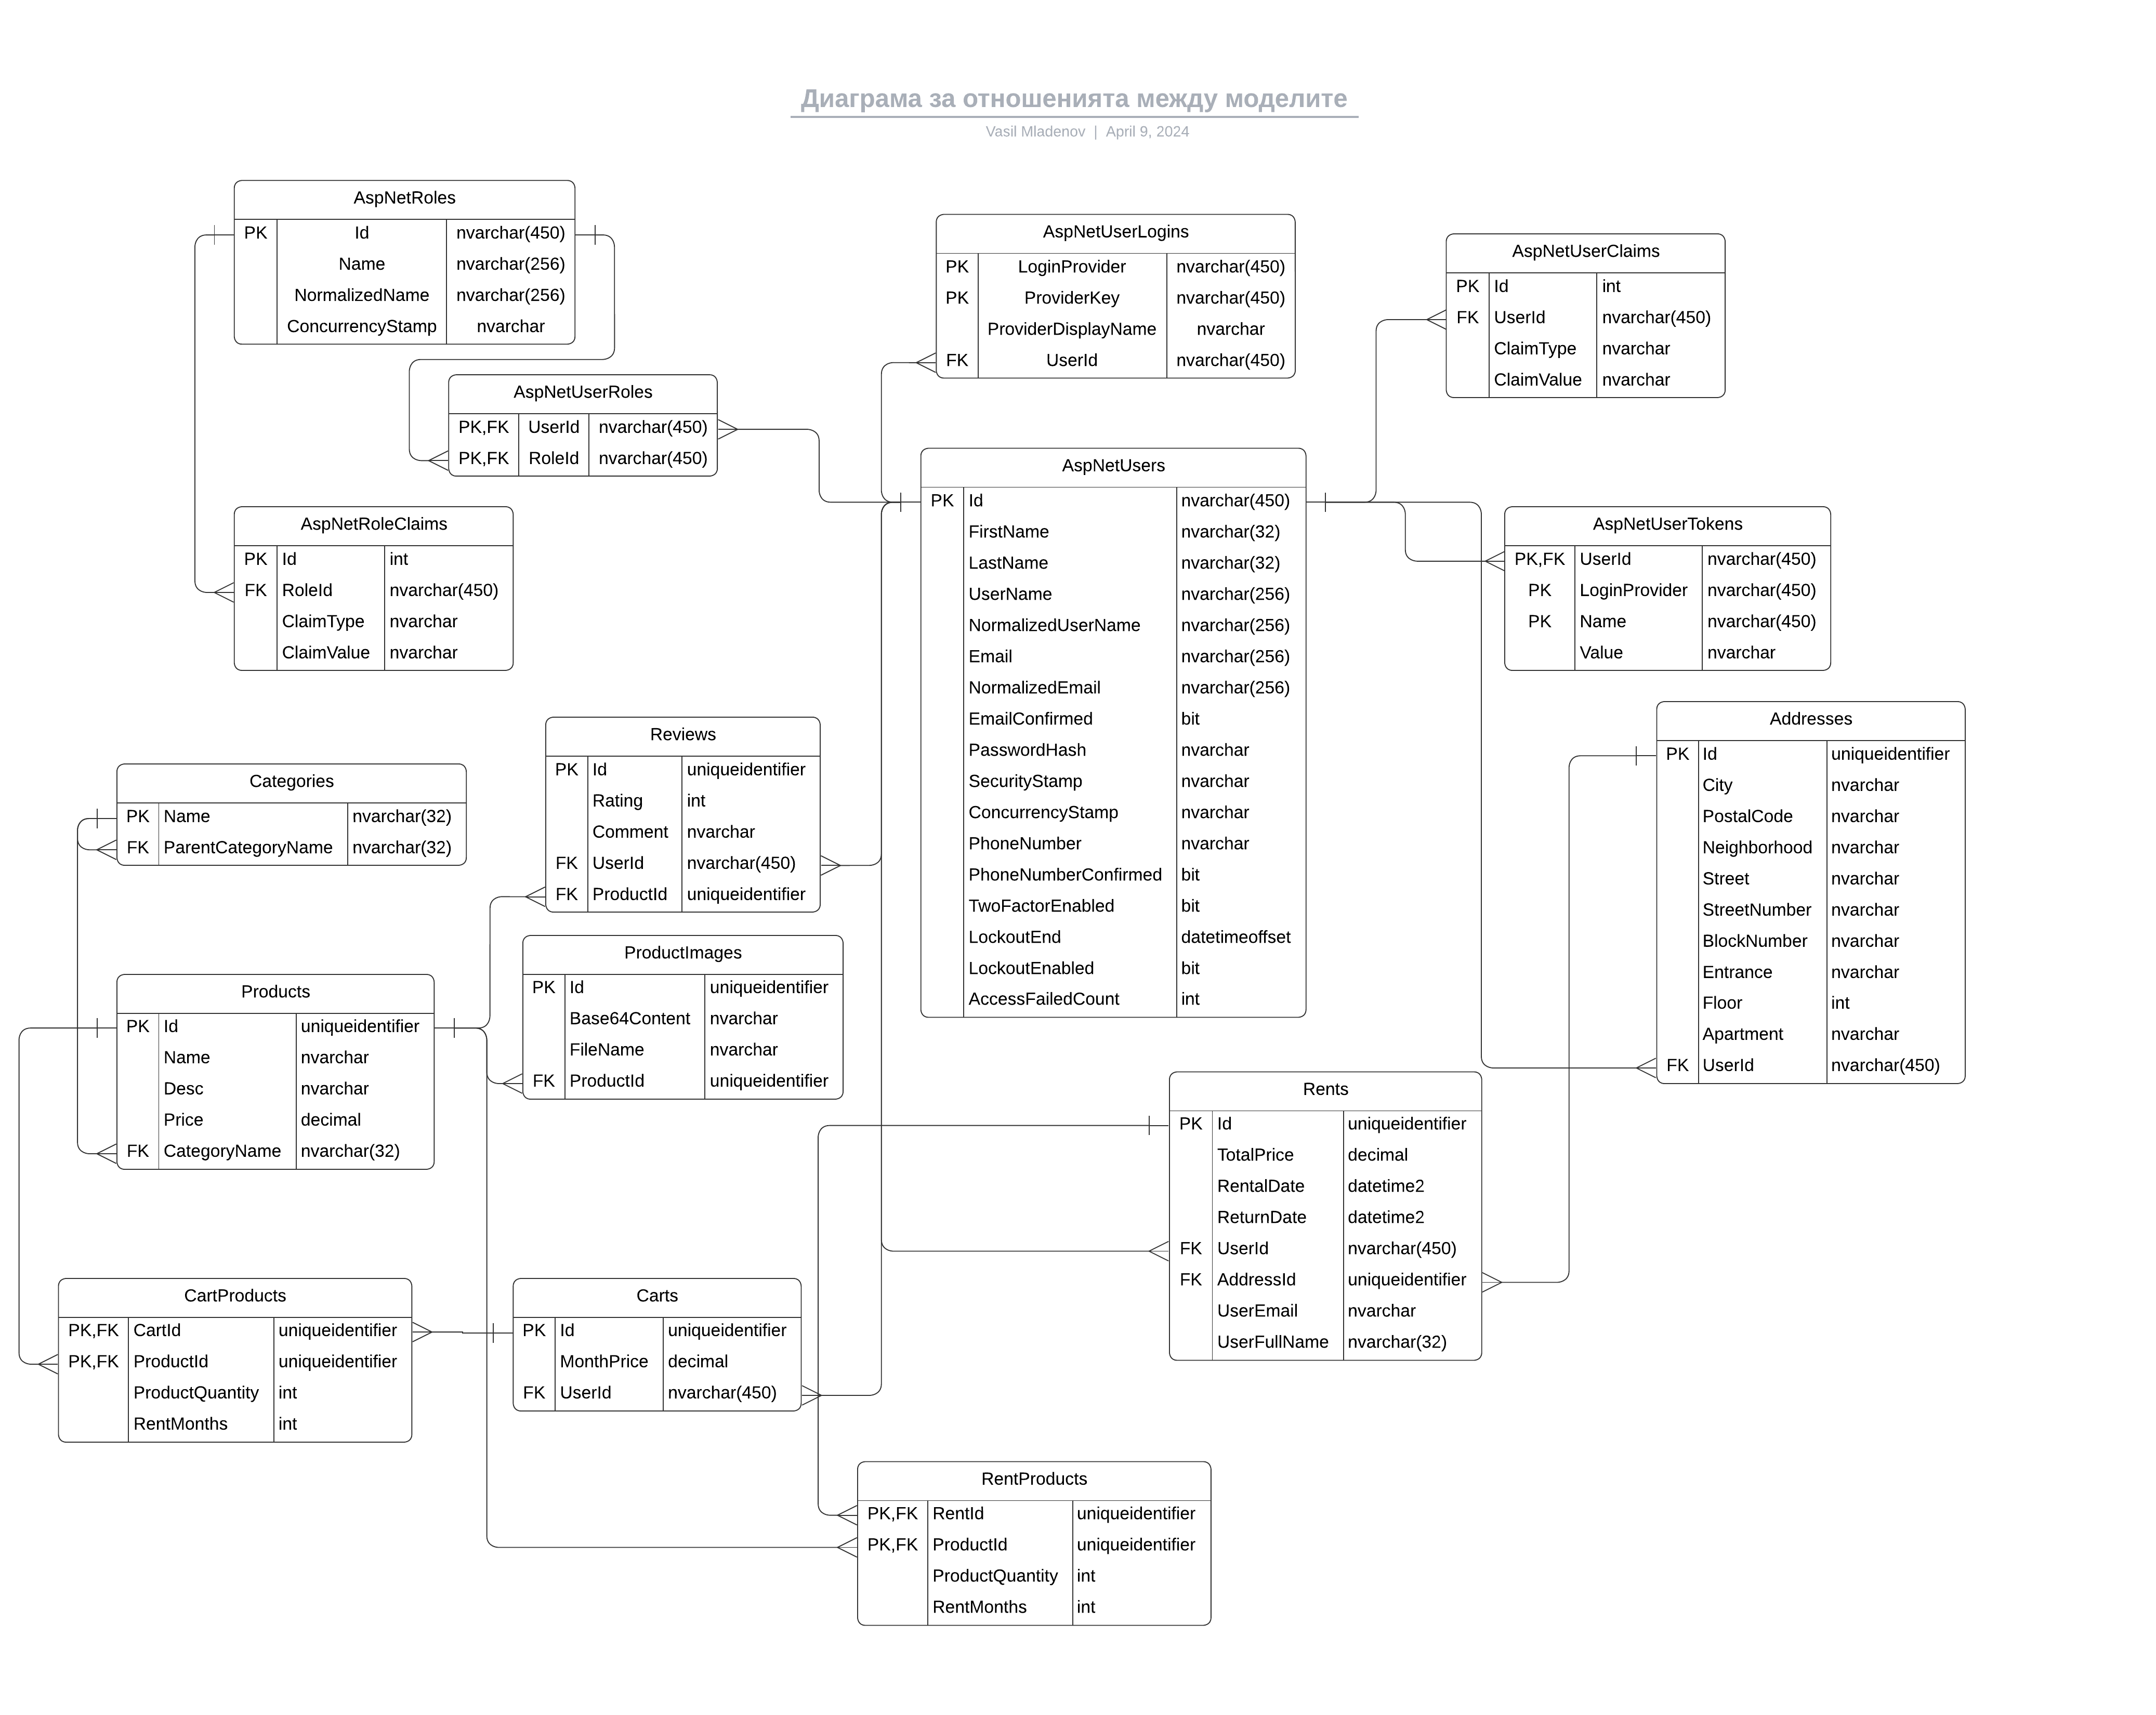 Диаграма за отношенията между моделите
Vasil Mladenov | April 9, 2024
AspNetRoles
PK Id nvarchar(450)
Name nvarchar(256)
NormalizedName nvarchar(256)
ConcurrencyStamp nvarchar
AspNetUserLogins
PK LoginProvider nvarchar(450)
PK ProviderKey nvarchar(450)
ProviderDisplayName nvarchar
FK UserId nvarchar(450)
AspNetUserClaims
PK Id int
FK UserId nvarchar(450)
ClaimType nvarchar
ClaimValue nvarchar
AspNetUserRoles
PK,FK UserId nvarchar(450)
PK,FK RoleId nvarchar(450)
AspNetUsers
PK Id nvarchar(450)
FirstName nvarchar(32)
LastName nvarchar(32)
UserName nvarchar(256)
NormalizedUserName nvarchar(256)
Email nvarchar(256)
NormalizedEmail nvarchar(256)
EmailConfirmed bit
PasswordHash nvarchar
SecurityStamp nvarchar
ConcurrencyStamp nvarchar
PhoneNumber nvarchar
PhoneNumberConfirmed bit
TwoFactorEnabled bit
LockoutEnd datetimeoffset
LockoutEnabled bit
AccessFailedCount int
AspNetRoleClaims
PK Id int
FK RoleId nvarchar(450)
ClaimType nvarchar
ClaimValue nvarchar
AspNetUserTokens
PK,FK UserId nvarchar(450)
PK LoginProvider nvarchar(450)
PK Name nvarchar(450)
Value nvarchar
Addresses
PK Id uniqueidentifier
City nvarchar
PostalCode nvarchar
Neighborhood nvarchar
Street nvarchar
StreetNumber nvarchar
BlockNumber nvarchar
Entrance nvarchar
Floor int
Apartment nvarchar
FK UserId nvarchar(450)
Reviews
PK Id uniqueidentifier
Rating int
Comment nvarchar
FK UserId nvarchar(450)
FK ProductId uniqueidentifier
Categories
PK Name nvarchar(32)
FK ParentCategoryName nvarchar(32)
ProductImages
PK Id uniqueidentifier
Base64Content nvarchar
FileName nvarchar
FK ProductId uniqueidentifier
Products
PK Id uniqueidentifier
Name nvarchar
Desc nvarchar
Price decimal
FK CategoryName nvarchar(32)
Rents
PK Id uniqueidentifier
TotalPrice decimal
RentalDate datetime2
ReturnDate datetime2
FK UserId nvarchar(450)
FK AddressId uniqueidentifier
UserEmail nvarchar
UserFullName nvarchar(32)
CartProducts
PK,FK CartId uniqueidentifier
PK,FK ProductId uniqueidentifier
ProductQuantity int
RentMonths int
Carts
PK Id uniqueidentifier
MonthPrice decimal
FK UserId nvarchar(450)
RentProducts
PK,FK RentId uniqueidentifier
PK,FK ProductId uniqueidentifier
ProductQuantity int
RentMonths int